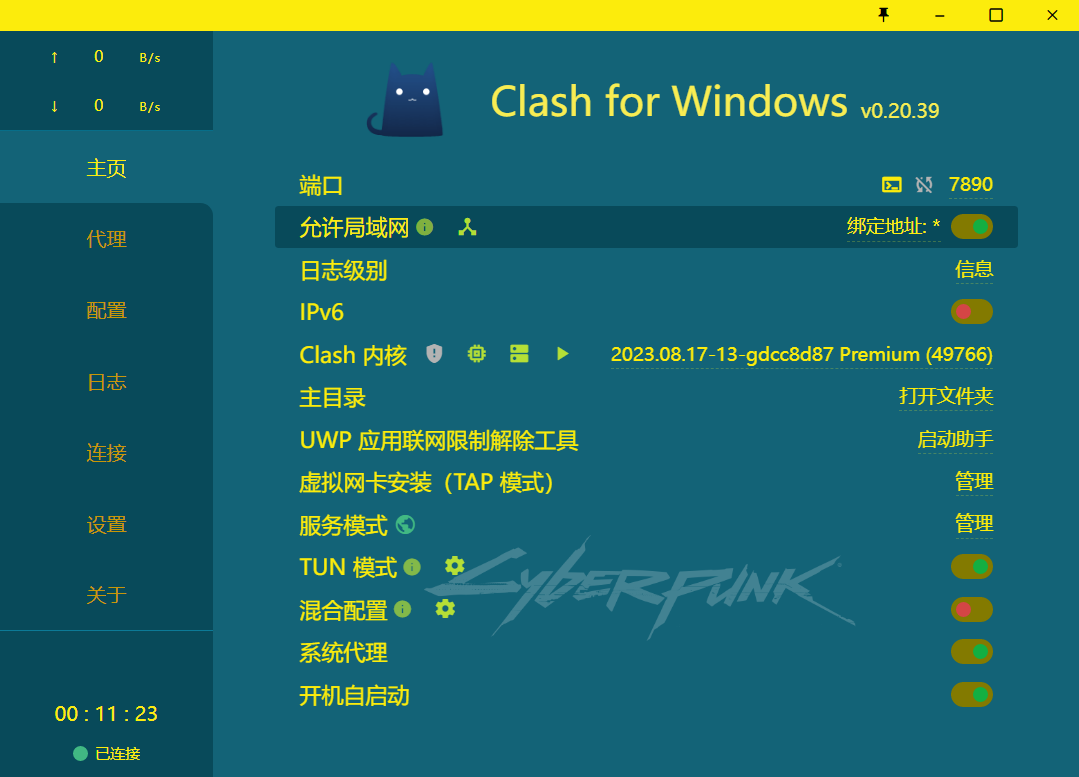 ↑ 0 B/s
↓ 0 B/s
主页
代理
配置
日志
连接
设置
关于
00 : 11 : 23
已连接
Clash for Windows v0.20.39
端口 7890
允许局域网 绑定地址: *
日志级别 信息
IPv6
Clash 内核 2023.08.17-13-gdcc8d87 Premium (49766)
主目录 打开文件夹
UWP 应用联网限制解除工具 启动助手
虚拟网卡安装（TAP 模式） 管理
服务模式 管理
TUN 模式
混合配置
系统代理
开机自启动
CYBERPUNK